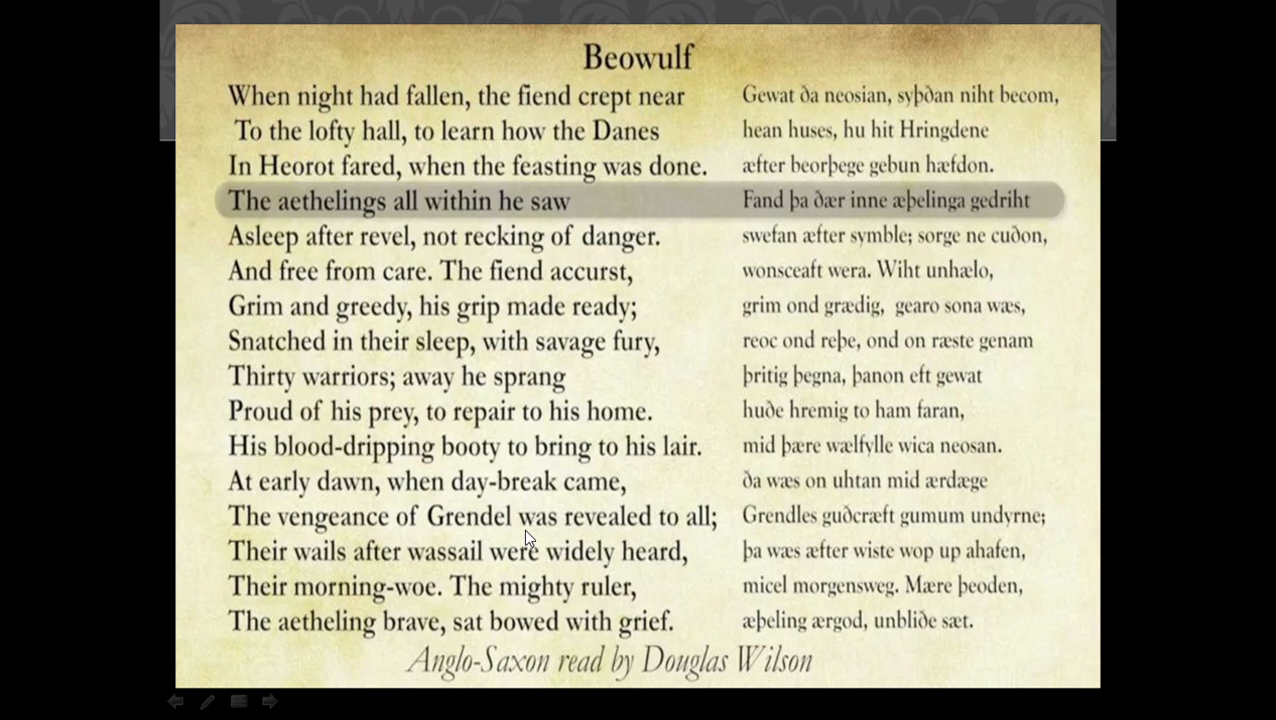 Beowulf
When night had fallen, the fiend crept near
To the lofty hall, to learn how the Danes
In Heorot fared, when the feasting was done.
The aethelings all within he saw
Asleep after revel, not recking of danger.
And free from care. The fiend accurst,
Grim and greedy, his grip made ready;
Snatched in their sleep, with savage fury,
Thirty warriors; away he sprang
Proud of his prey, to repair to his home.
His blood-dripping booty to bring to his lair.
At early dawn, when day-break came,
The vengeance of Grendel was revealed to all;
Their wails after wassail were widely heard,
Their morning-woe. The mighty ruler,
The aetheling brave, sat bowed with grief.
Gewat ða neosian, syþðan niht becom,
hean huses, hu hit Hringdene
æfter beorþege gebun hæfdon.
Fand þa ðær inne æþelinga gedriht
swefan æfter symble; sorge ne cuðon,
wonsceaft wera. Wiht unhælo,
grim ond grædig, gearo sona wæs,
reoc ond reþe, ond on ræste genam
þritig þegna, þanon eft gewat
huðe hremig to ham faran,
mid þære wælfylle wica neosan.
ða wæs on uhtan mid ærdæge
Grendles guðcræft gumum undyrne;
þa wæs æfter wiste wop up ahafen,
micel morgensweg. Mære þeoden,
æþeling ærgod, unbliðe sæt.
Anglo-Saxon read by Douglas Wilson